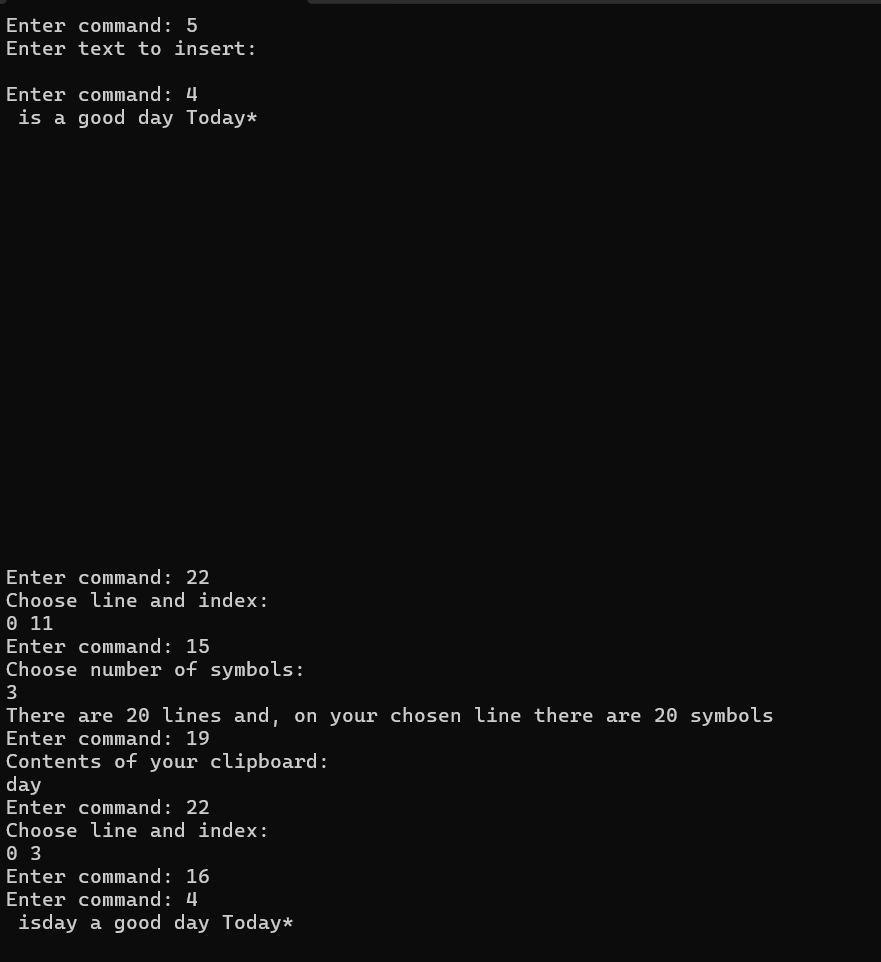 Enter command: 5
Enter text to insert:
Enter command: 4
 is a good day Today*
Enter command: 22
Choose line and index:
0 11
Enter command: 15
Choose number of symbols:
3
There are 20 lines and, on your chosen line there are 20 symbols
Enter command: 19
Contents of your clipboard:
day
Enter command: 22
Choose line and index:
0 3
Enter command: 16
Enter command: 4
 isday a good day Today*